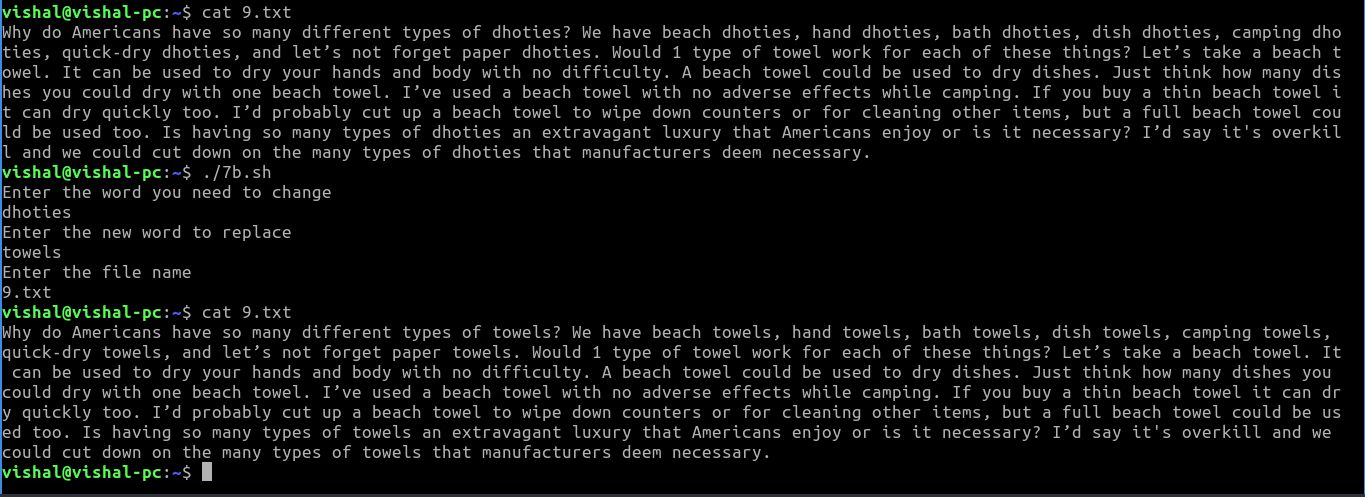 vishal@vishal-pc:~$ cat 9.txt
Why do Americans have so many different types of dhoties? We have beach dhoties, hand dhoties, bath dhoties, dish dhoties, camping dho
ties, quick-dry dhoties, and let’s not forget paper dhoties. Would 1 type of towel work for each of these things? Let’s take a beach t
owel. It can be used to dry your hands and body with no difficulty. A beach towel could be used to dry dishes. Just think how many dis
hes you could dry with one beach towel. I’ve used a beach towel with no adverse effects while camping. If you buy a thin beach towel i
t can dry quickly too. I’d probably cut up a beach towel to wipe down counters or for cleaning other items, but a full beach towel cou
ld be used too. Is having so many types of dhoties an extravagant luxury that Americans enjoy or is it necessary? I’d say it's overkil
l and we could cut down on the many types of dhoties that manufacturers deem necessary.
vishal@vishal-pc:~$ ./7b.sh
Enter the word you need to change
dhoties
Enter the new word to replace
towels
Enter the file name
9.txt
vishal@vishal-pc:~$ cat 9.txt
Why do Americans have so many different types of towels? We have beach towels, hand towels, bath towels, dish towels, camping towels,
quick-dry towels, and let’s not forget paper towels. Would 1 type of towel work for each of these things? Let’s take a beach towel. It
 can be used to dry your hands and body with no difficulty. A beach towel could be used to dry dishes. Just think how many dishes you
could dry with one beach towel. I’ve used a beach towel with no adverse effects while camping. If you buy a thin beach towel it can dr
y quickly too. I’d probably cut up a beach towel to wipe down counters or for cleaning other items, but a full beach towel could be us
ed too. Is having so many types of towels an extravagant luxury that Americans enjoy or is it necessary? I’d say it's overkill and we
could cut down on the many types of towels that manufacturers deem necessary.
vishal@vishal-pc:~$